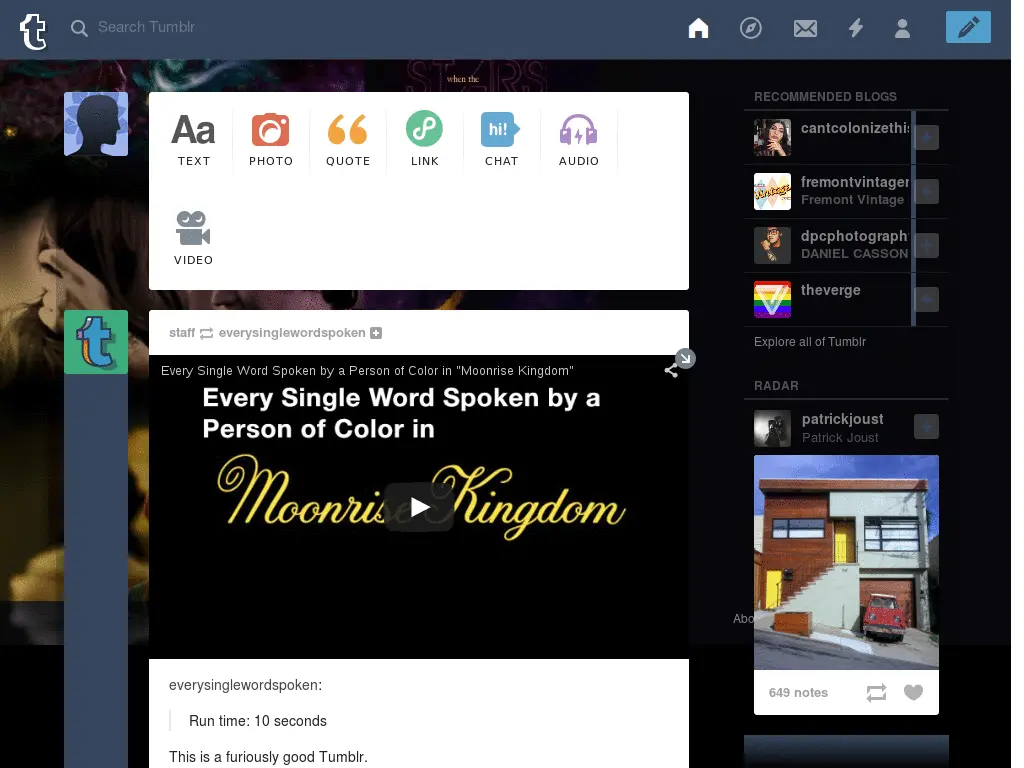 Search Tumblr
STARS
when the
Aa
TEXT
PHOTO
QUOTE
LINK
hi!
CHAT
AUDIO
VIDEO
staff everysinglewordspoken
Every Single Word Spoken by a Person of Color in "Moonrise Kingdom"
Every Single Word Spoken by a
Person of Color in
Moonrise Kingdom
everysinglewordspoken:
Run time: 10 seconds
This is a furiously good Tumblr.
RECOMMENDED BLOGS
cantcolonizethi
fremontvintager
Fremont Vintage
dpcphotograph
DANIEL CASSON
theverge
Explore all of Tumblr
RADAR
patrickjoust
Patrick Joust
Abo
649 notes